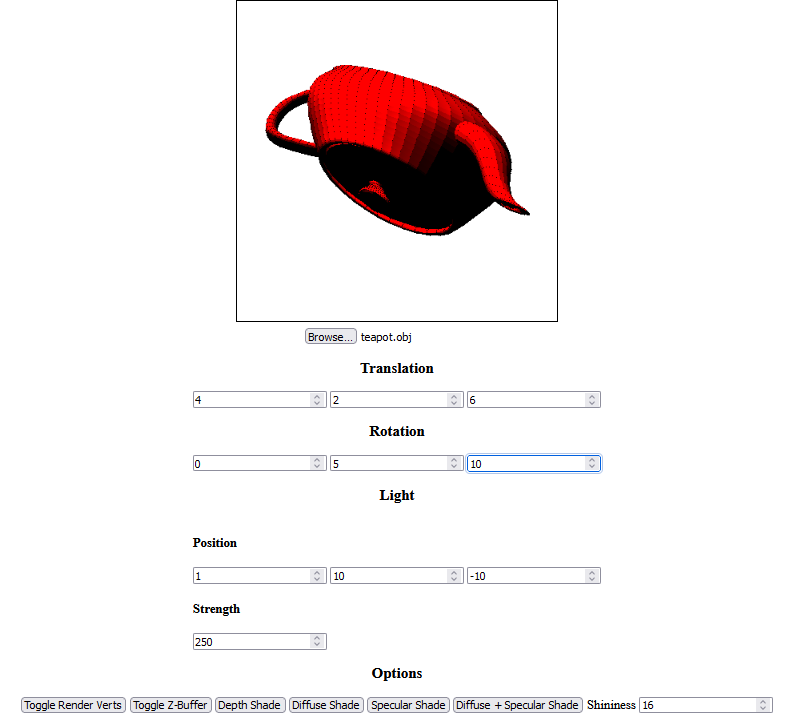 Browse... teapot.obj
Translation
4 2 6
Rotation
0 5 10
Light
Position
1 10 -10
Strength
250
Options
Toggle Render Verts Toggle Z-Buffer Depth Shade Diffuse Shade Specular Shade Diffuse + Specular Shade Shininess 16